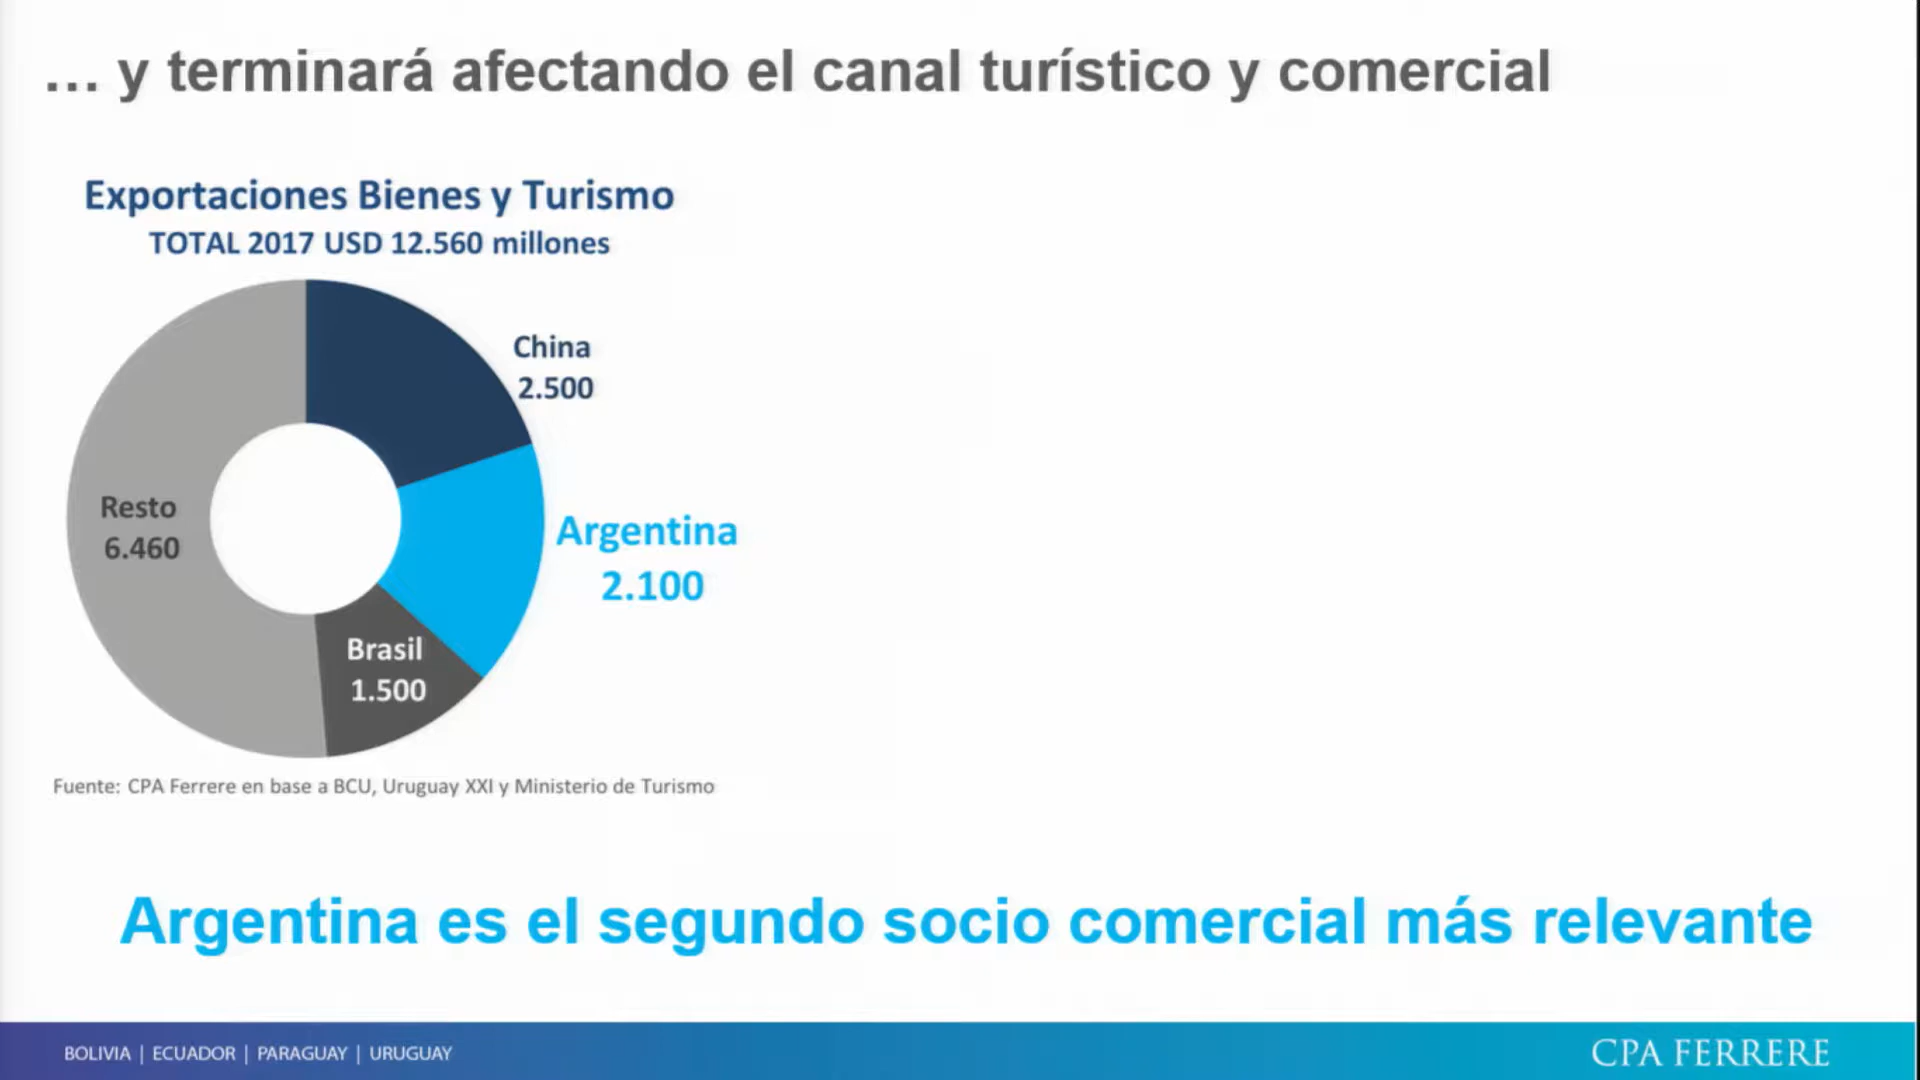 ... y terminará afectando el canal turístico y comercial
Exportaciones Bienes y Turismo
TOTAL 2017 USD 12.560 millones
China
2.500
Argentina
2.100
Brasil
1.500
Resto
6.460
Fuente: CPA Ferrere en base a BCU, Uruguay XXI y Ministerio de Turismo
Argentina es el segundo socio comercial más relevante
BOLIVIA | ECUADOR | PARAGUAY | URUGUAY
CPA FERRERE